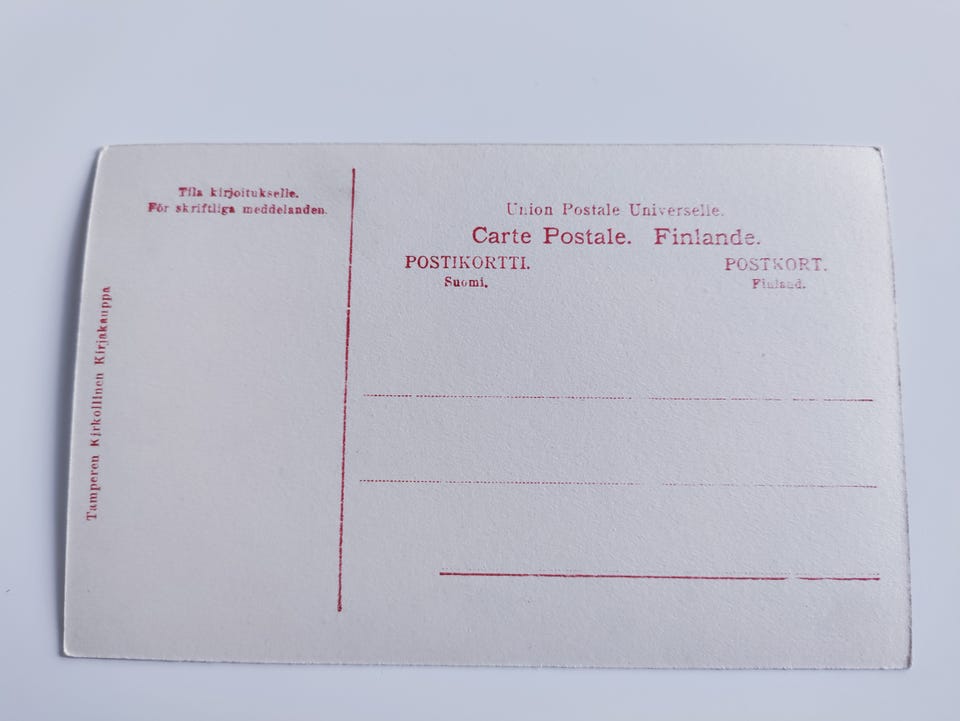 Tila kirjoitukselle.
För skriftliga meddelanden.
Union Postale Universelle.
Carte Postale. Finlande.
POSTIKORTTI.
Suomi.
POSTKORT.
Finland.
Tamperen Kirkollinen Kirjakauppa